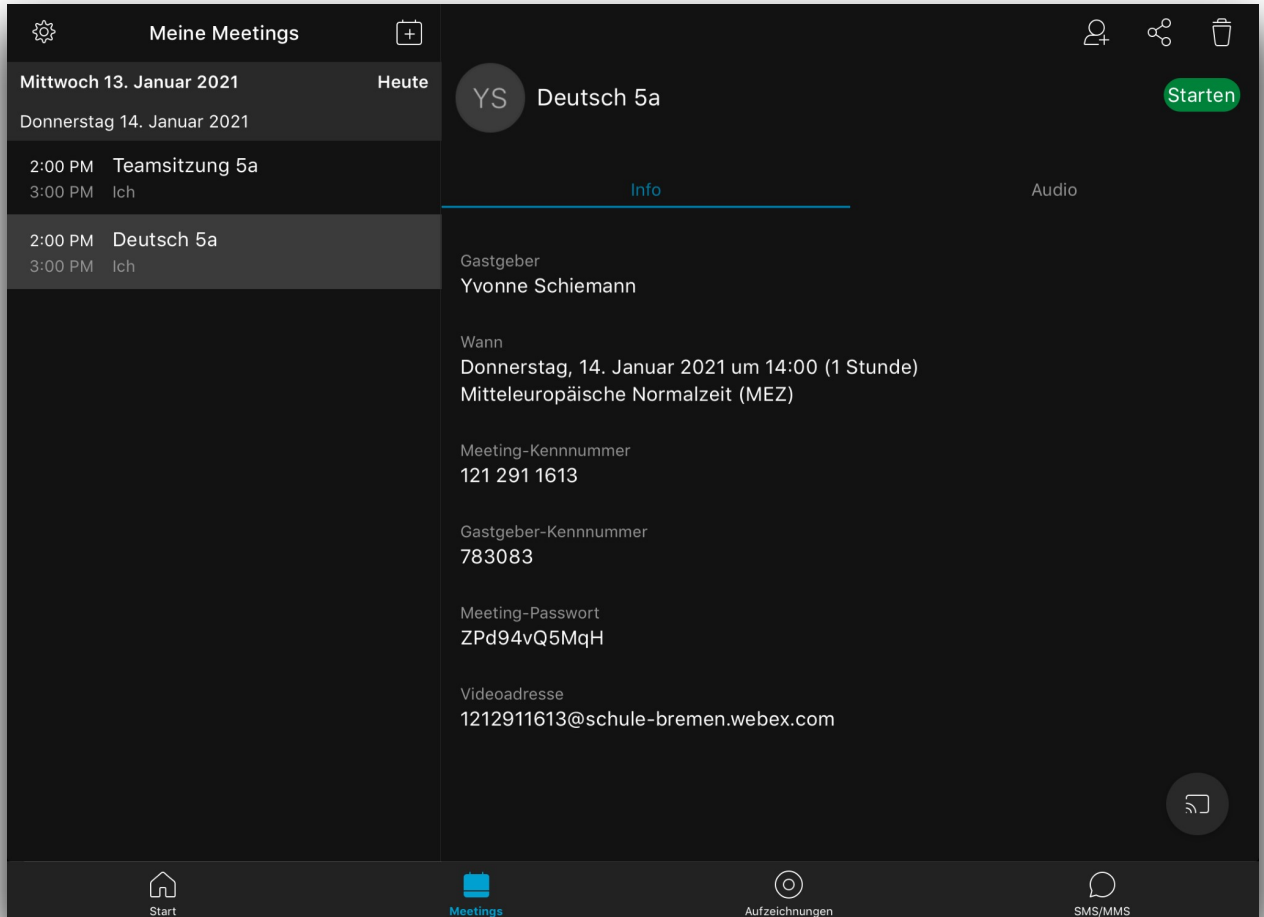 Meine Meetings
Mittwoch 13. Januar 2021 Heute
Donnerstag 14. Januar 2021
2:00 PM Teamsitzung 5a
3:00 PM Ich
2:00 PM Deutsch 5a
3:00 PM Ich
YS Deutsch 5a
Starten
Info Audio
Gastgeber
Yvonne Schiemann
Wann
Donnerstag, 14. Januar 2021 um 14:00 (1 Stunde)
Mitteleuropäische Normalzeit (MEZ)
Meeting-Kennnummer
121 291 1613
Gastgeber-Kennnummer
783083
Meeting-Passwort
ZPd94vQ5MqH
Videoadresse
1212911613@schule-bremen.webex.com
Start Meetings Aufzeichnungen SMS/MMS